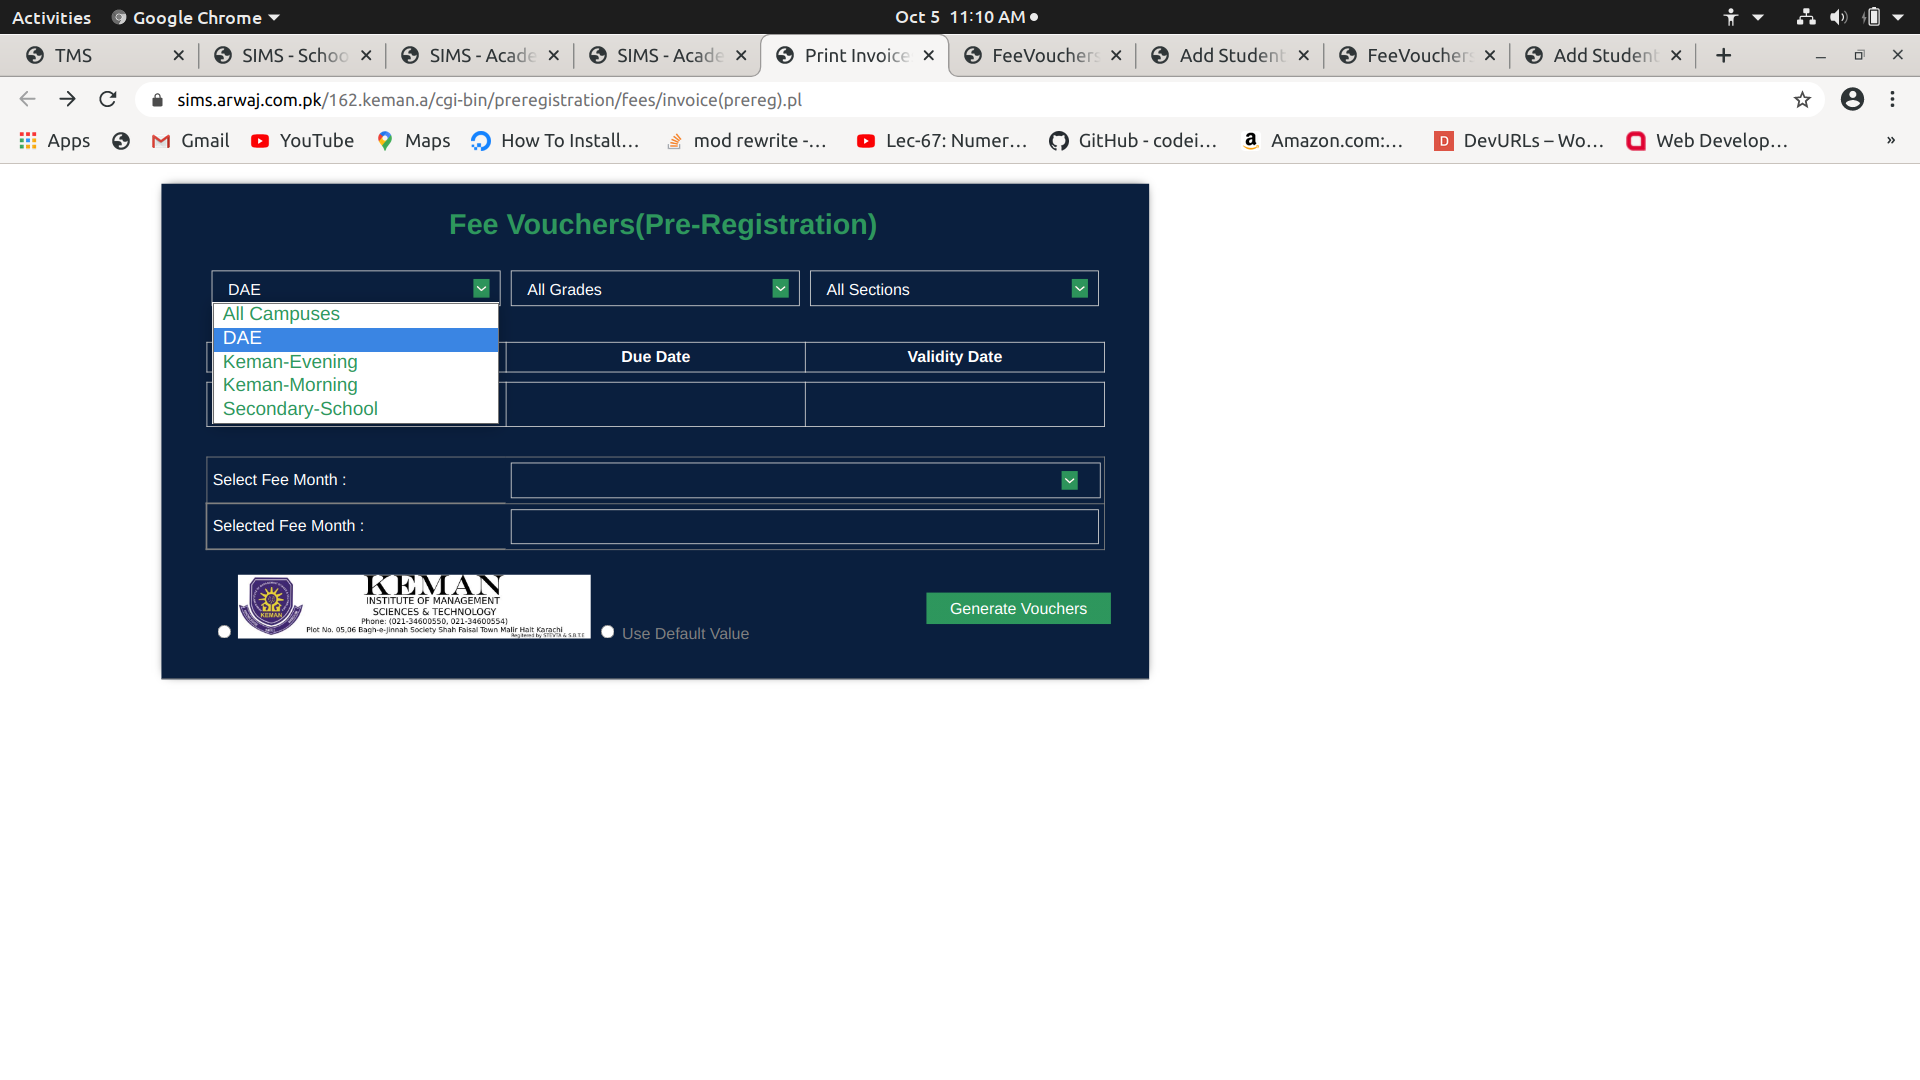 Activities Google Chrome Oct 5 11:10 AM
TMS SIMS - Schoo SIMS - Acade SIMS - Acade Print Invoice FeeVouchers Add Student FeeVouchers Add Student
sims.arwaj.com.pk/162.keman.a/cgi-bin/preregistration/fees/invoice(prereg).pl
Apps Gmail YouTube Maps How To Install... mod rewrite -... Lec-67: Numer... GitHub - codei... Amazon.com:... DevURLs – Wo... Web Develop... »
Fee Vouchers(Pre-Registration)
DAE All Grades All Sections
All Campuses
DAE
Keman-Evening
Keman-Morning
Secondary-School
Due Date Validity Date
Select Fee Month :
Selected Fee Month :
KEMAN
INSTITUTE OF MANAGEMENT
SCIENCES & TECHNOLOGY
Phone: (021-34600550, 021-34600554)
Plot No. 05,06 Bagh-e-Jinnah Society Shah Faisal Town Malir Halt Karachi
Regitered by STEVTA & S.B.T.E
Use Default Value
Generate Vouchers